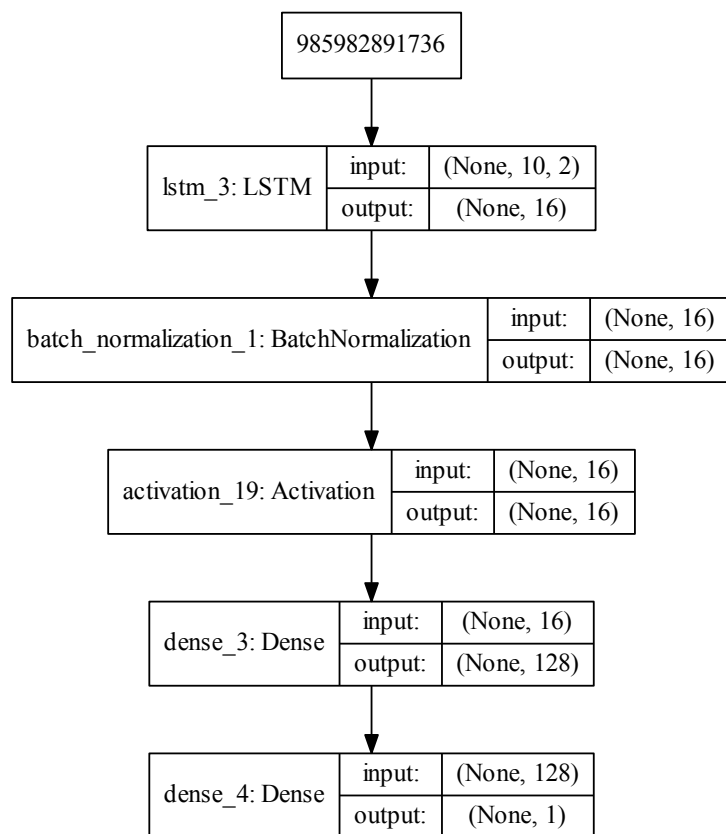 985982891736
lstm_3: LSTM
input:
(None, 10, 2)
output:
(None, 16)
batch_normalization_1: BatchNormalization
input:
(None, 16)
output:
(None, 16)
activation_19: Activation
input:
(None, 16)
output:
(None, 16)
dense_3: Dense
input:
(None, 16)
output:
(None, 128)
dense_4: Dense
input:
(None, 128)
output:
(None, 1)